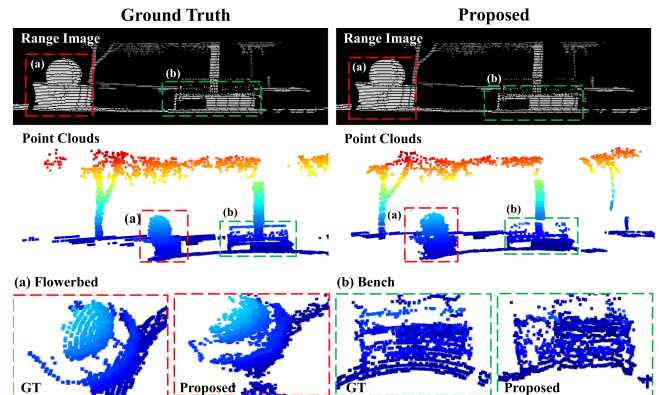 Ground Truth
Proposed
Range Image
(a)
(b)
Range Image
(a)
(b)
Point Clouds
Point Clouds
(a)
(b)
(a)
(b)
(a) Flowerbed
(b) Bench
GT
Proposed
GT
Proposed